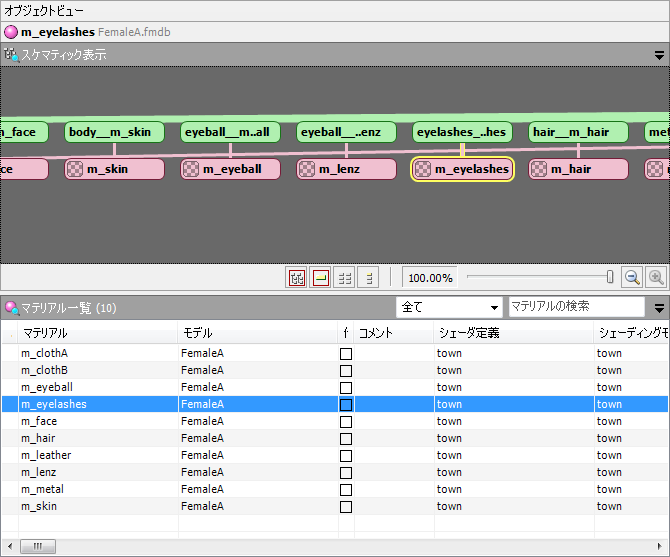 オブジェクトビュー
m_eyelashes FemaleA.fmdb
スケマティック表示
n_face body__m_skin eyeball__m..all eyeball__..enz eyelashes_..hes hair__m_hair met
ce m_skin m_eyeball m_lenz m_eyelashes m_hair
100.00%
マテリアル一覧 (10) 全て マテリアルの検索
マテリアル モデル f コメント シェーダ定義 シェーディングモ
m_clothA FemaleA town town
m_clothB FemaleA town town
m_eyeball FemaleA town town
m_eyelashes FemaleA town town
m_face FemaleA town town
m_hair FemaleA town town
m_leather FemaleA town town
m_lenz FemaleA town town
m_metal FemaleA town town
m_skin FemaleA town town